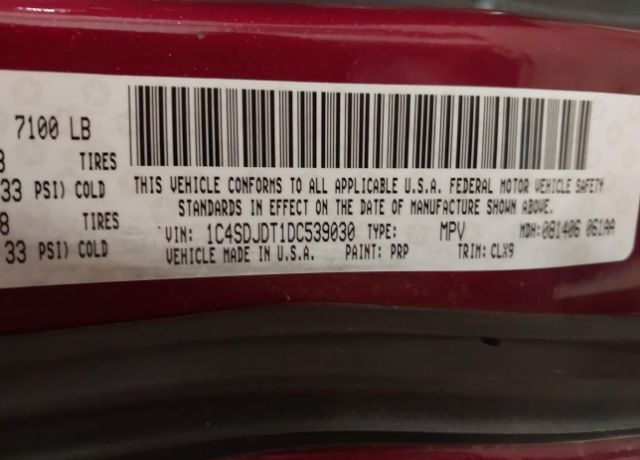 7100 LB
TIRES
33 PSI) COLD
8 TIRES
33 PSI) COLD
THIS VEHICLE CONFORMS TO ALL APPLICABLE U.S.A. FEDERAL MOTOR VEHICLE SAFETY
STANDARDS IN EFFECT ON THE DATE OF MANUFACTURE SHOWN ABOVE.
VIN: 1C4SDJDT1DC539030 TYPE: MPV MDH: 081406 061AA
VEHICLE MADE IN U.S.A. PAINT: PRP TRIM: CLX9